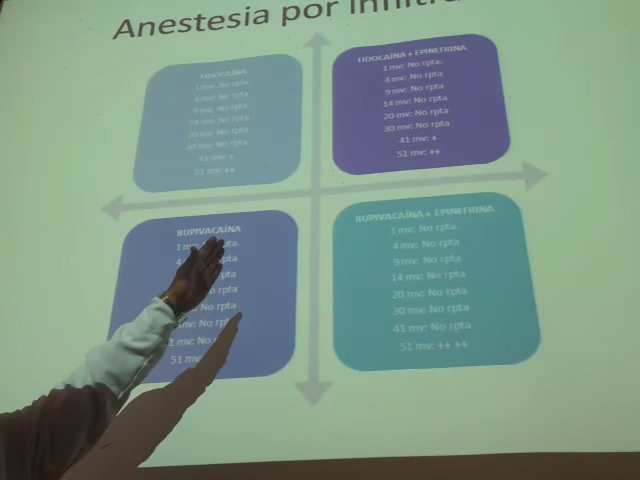 Anestesia por
LIDOCAÍNA
1 mv: No rpta.
4 mv: No rpta
9 mv: No rpta
14 mv: No rpta
20 mv: No rpta
30 mv: No rpta
41 mv: +
51 mv: ++
LIDOCAÍNA + EPINEFRINA
1 mv: No rpta.
4 mv: No rpta
9 mv: No rpta
14 mv: No rpta
20 mv: No rpta
30 mv: No rpta
41 mv: +
51 mv: ++
BUPIVACAÍNA
1 mv:
rpta
No rpta
mv: No rpta
mv: No
51 mv:
BUPIVACAÍNA + EPINEFRINA
1 mv: No rpta.
4 mv: No rpta
9 mv: No rpta
14 mv: No rpta
20 mv: No rpta
30 mv: No rpta
41 mv: No rpta
51 mv: ++ ++